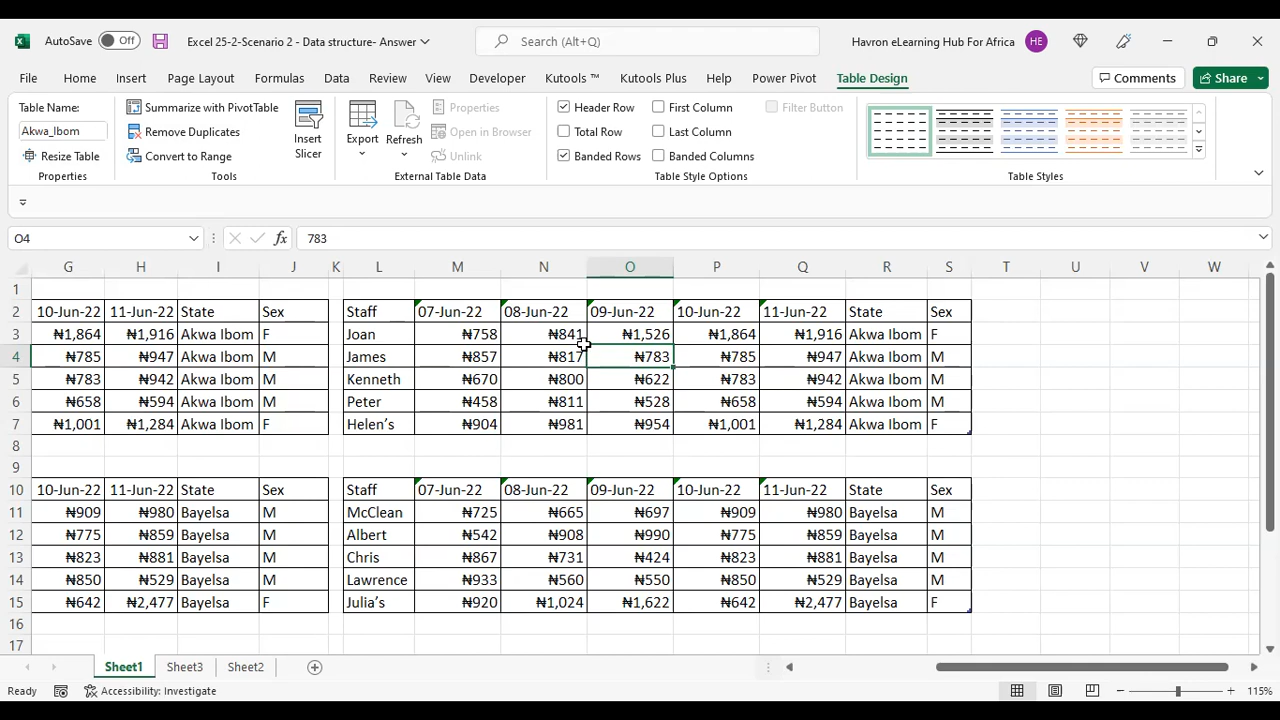 AutoSave Off Excel 25-2-Scenario 2 - Data structure- Answer Search (Alt+Q) Havron eLearning Hub For Africa HE
File Home Insert Page Layout Formulas Data Review View Developer Kutools ™ Kutools Plus Help Power Pivot Table Design Comments Share
Table Name: Summarize with PivotTable Properties Header Row First Column Filter Button
Akwa_Ibom Remove Duplicates Insert Slicer Export Refresh Open in Browser Total Row Last Column
Resize Table Convert to Range Unlink Banded Rows Banded Columns
Properties Tools External Table Data Table Style Options Table Styles
O4 fx 783
G H I J K L M N O P Q R S T U V W
1
2 10-Jun-22 11-Jun-22 State Sex Staff 07-Jun-22 08-Jun-22 09-Jun-22 10-Jun-22 11-Jun-22 State Sex
3 ₦1,864 ₦1,916 Akwa Ibom F Joan ₦758 ₦841 ₦1,526 ₦1,864 ₦1,916 Akwa Ibom F
4 ₦785 ₦947 Akwa Ibom M James ₦857 ₦817 ₦783 ₦785 ₦947 Akwa Ibom M
5 ₦783 ₦942 Akwa Ibom M Kenneth ₦670 ₦800 ₦622 ₦783 ₦942 Akwa Ibom M
6 ₦658 ₦594 Akwa Ibom M Peter ₦458 ₦811 ₦528 ₦658 ₦594 Akwa Ibom M
7 ₦1,001 ₦1,284 Akwa Ibom F Helen’s ₦904 ₦981 ₦954 ₦1,001 ₦1,284 Akwa Ibom F
8
9
10 10-Jun-22 11-Jun-22 State Sex Staff 07-Jun-22 08-Jun-22 09-Jun-22 10-Jun-22 11-Jun-22 State Sex
11 ₦909 ₦980 Bayelsa M McClean ₦725 ₦665 ₦697 ₦909 ₦980 Bayelsa M
12 ₦775 ₦859 Bayelsa M Albert ₦542 ₦908 ₦990 ₦775 ₦859 Bayelsa M
13 ₦823 ₦881 Bayelsa M Chris ₦867 ₦731 ₦424 ₦823 ₦881 Bayelsa M
14 ₦850 ₦529 Bayelsa M Lawrence ₦933 ₦560 ₦550 ₦850 ₦529 Bayelsa M
15 ₦642 ₦2,477 Bayelsa F Julia’s ₦920 ₦1,024 ₦1,622 ₦642 ₦2,477 Bayelsa F
16
17
Sheet1 Sheet3 Sheet2
Ready Accessibility: Investigate 115%